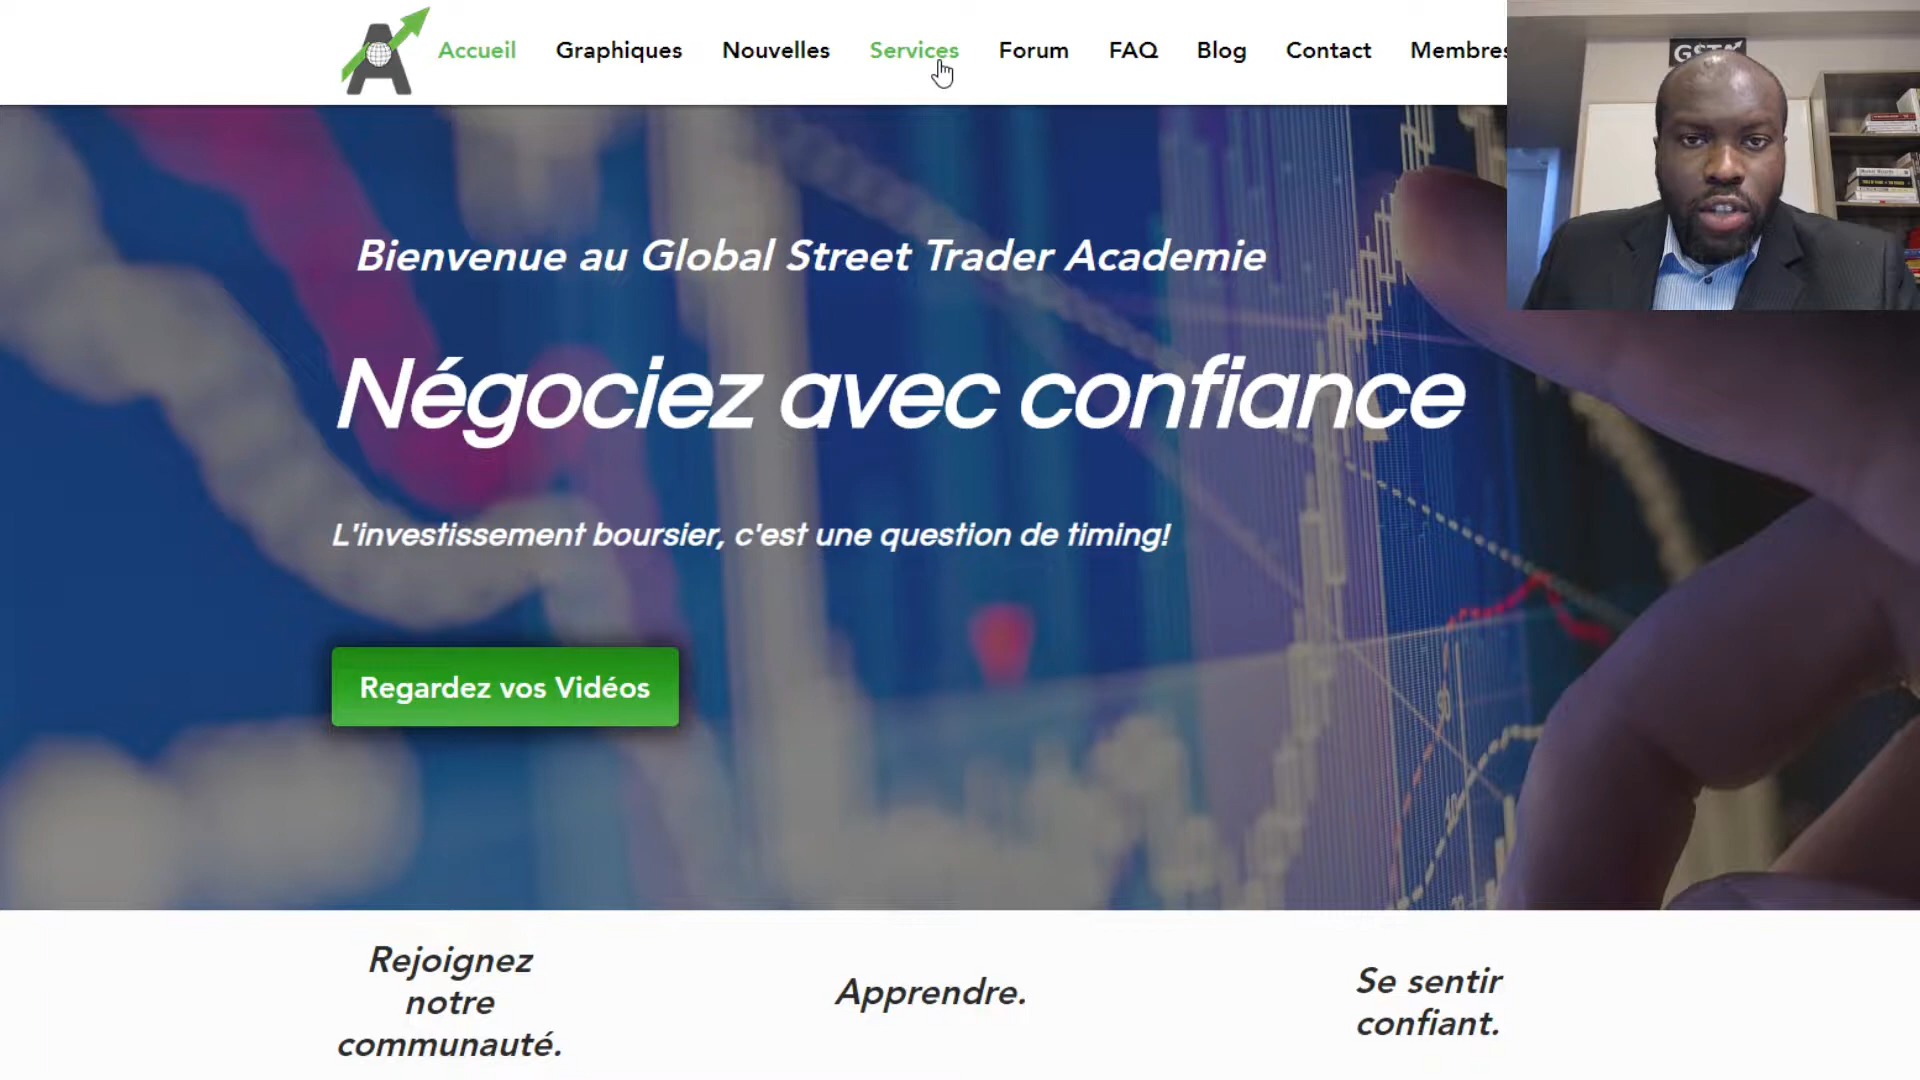 Accueil Graphiques Nouvelles Services Forum FAQ Blog Contact Membres
Bienvenue au Global Street Trader Academie
Négociez avec confiance
L'investissement boursier, c'est une question de timing!
Regardez vos Vidéos
Rejoignez
notre
communauté.
Apprendre.
Se sentir
confiant.